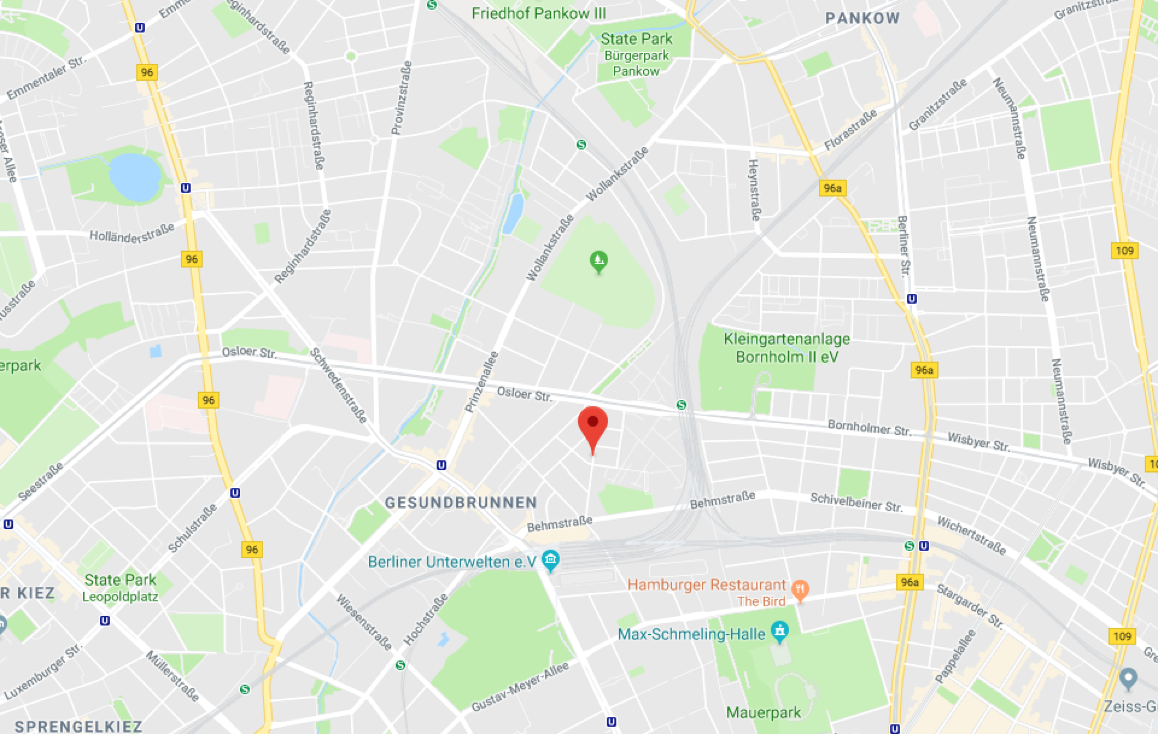 Friedhof Pankow III
PANKOW
Granitzstraße
State Park
Bürgerpark
Pankow
Reginhardstraße
U
S
96
Emmentaler Str.
Provinzstraße
Reginhardstraße
Neumannstraße
Granitzstraße
Florastraße
S
Wollankstraße
Heynstraße
96a
U
Holländerstraße
Reginhardstraße
Wollankstraße
Berliner Str.
Neumannstraße
96
109
U
Kleingartenanlage
Bornholm II eV
Osloer Str.
Schwedenstraße
Prinzenallee
96a
Neumannstraße
96
Osloer Str.
S
Bornholmer Str.
Wisbyer Str.
Wisbyer Str.
Seestraße
U
U
GESUNDBRUNNEN
Behmstraße
Schivelbeiner Str.
Behmstraße
Wichertstraße
U
Schulstraße
96
S
U
Berliner Unterwelten e.V
State Park
Leopoldplatz
Hamburger Restaurant
The Bird
96a
Stargarder Str.
R KIEZ
U
Wiesenstraße
Hochstraße
Max-Schmeling-Halle
109
Pappelallee
Müllerstraße
Luxemburger Str.
S
S
Gustav-Meyer-Allee
Mauerpark
Zeiss-G
SPRENGELKIEZ
U
U